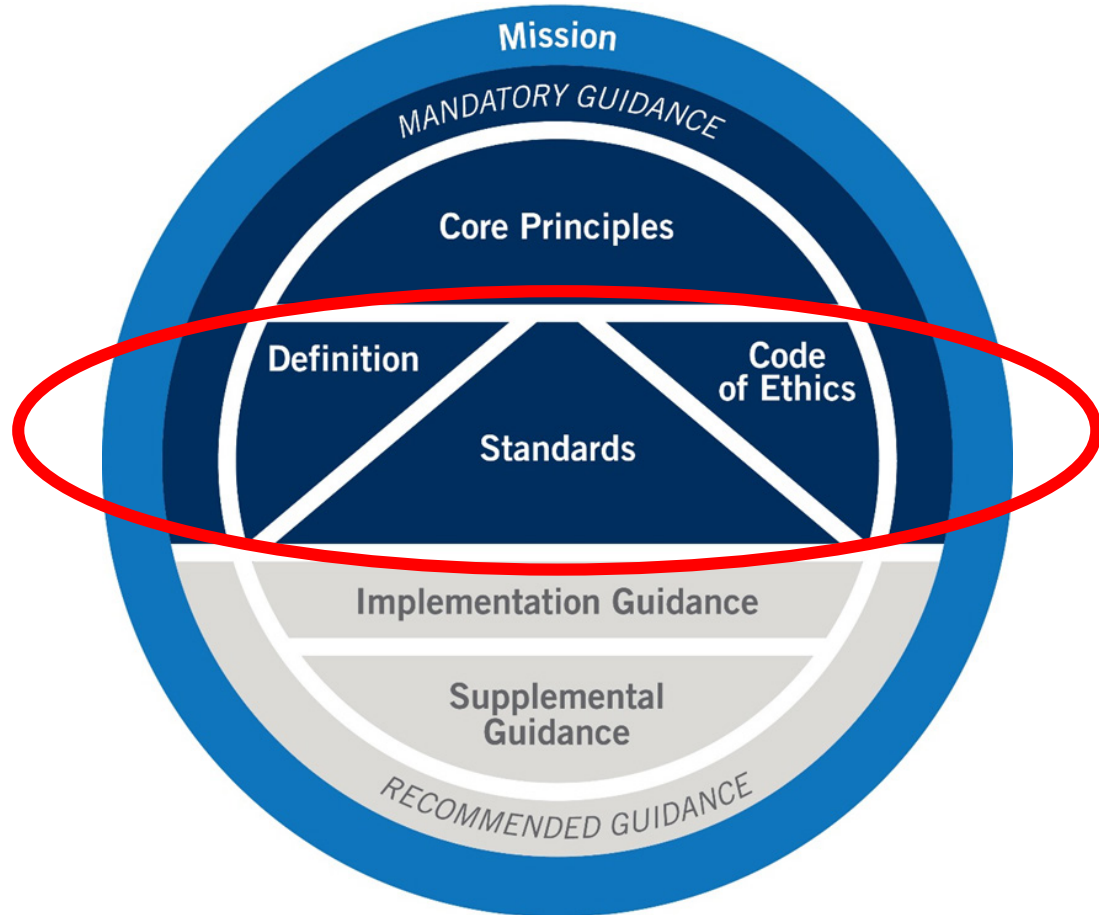 Mission
MANDATORY GUIDANCE
Core Principles
Definition
Code
of Ethics
Standards
Implementation Guidance
Supplemental
Guidance
RECOMMENDED GUIDANCE